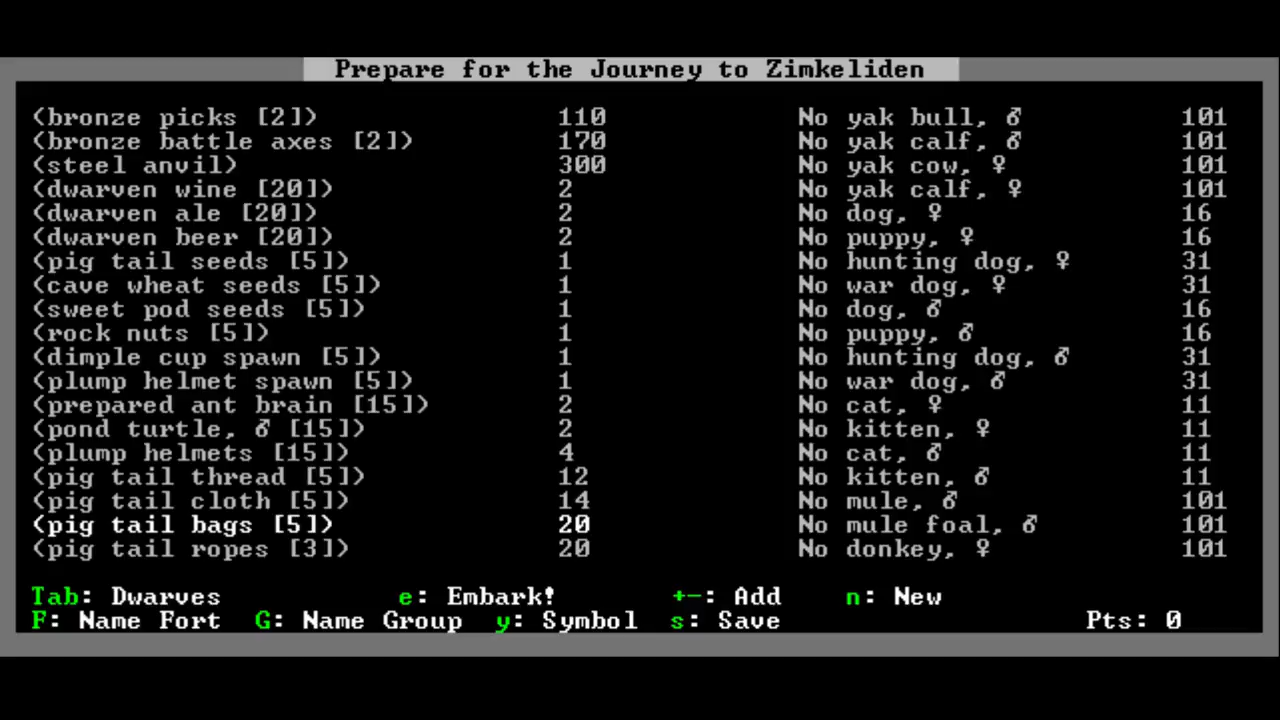 Prepare for the Journey to Zimkeliden
(bronze picks [2]) 110 No yak bull, ♂ 101
(bronze battle axes [2]) 170 No yak calf, ♂ 101
(steel anvil) 300 No yak cow, ♀ 101
(dwarven wine [20]) 2 No yak calf, ♀ 101
(dwarven ale [20]) 2 No dog, ♀ 16
(dwarven beer [20]) 2 No puppy, ♀ 16
(pig tail seeds [5]) 1 No hunting dog, ♀ 31
(cave wheat seeds [5]) 1 No war dog, ♀ 31
(sweet pod seeds [5]) 1 No dog, ♂ 16
(rock nuts [5]) 1 No puppy, ♂ 16
(dimple cup spawn [5]) 1 No hunting dog, ♂ 31
(plump helmet spawn [5]) 1 No war dog, ♂ 31
(prepared ant brain [15]) 2 No cat, ♀ 11
(pond turtle, ♂ [15]) 2 No kitten, ♀ 11
(plump helmets [15]) 4 No cat, ♂ 11
(pig tail thread [5]) 12 No kitten, ♂ 11
(pig tail cloth [5]) 14 No mule, ♂ 101
(pig tail bags [5]) 20 No mule foal, ♂ 101
(pig tail ropes [3]) 20 No donkey, ♀ 101
Tab: Dwarves e: Embark! +-: Add n: New
F: Name Fort G: Name Group y: Symbol s: Save Pts: 0